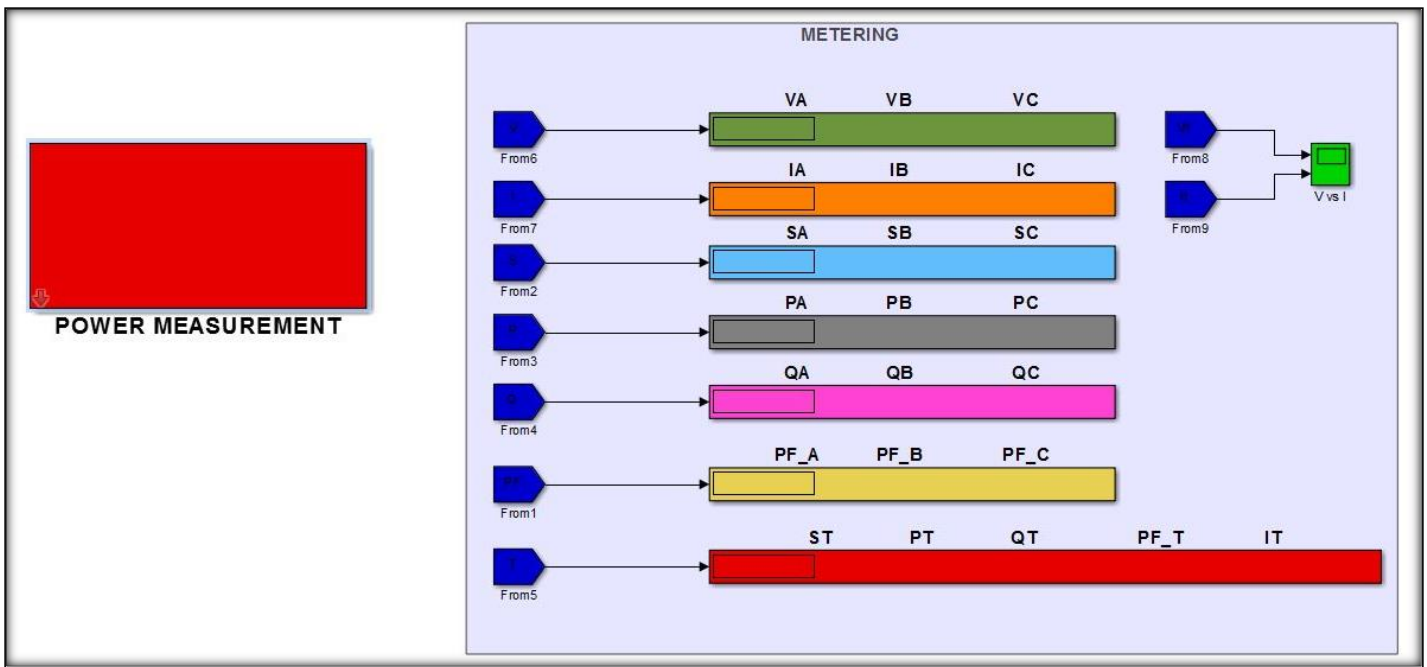 METERING
VA VB VC
From6
From8
V vs I
IA IB IC
From7
From9
SA SB SC
From2
POWER MEASUREMENT
PA PB PC
From3
QA QB QC
From4
PF_A PF_B PF_C
From1
ST PT QT PF_T IT
From5